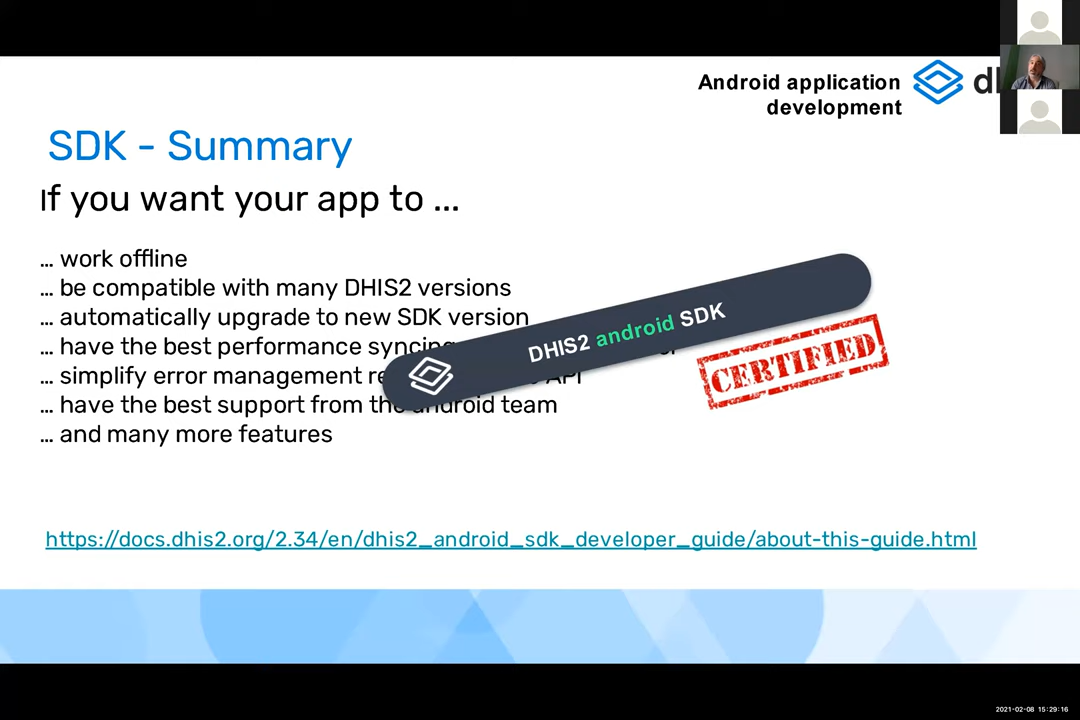 Android application
development
SDK - Summary
If you want your app to ...
... work offline
... be compatible with many DHIS2 versions
... automatically upgrade to new SDK version
... have the best performance syncing
... simplify error management API
... have the best support from the android team
... and many more features
DHIS2 android SDK
CERTIFIED
https://docs.dhis2.org/2.34/en/dhis2_android_sdk_developer_guide/about-this-guide.html
2021-02-08 15:29:16